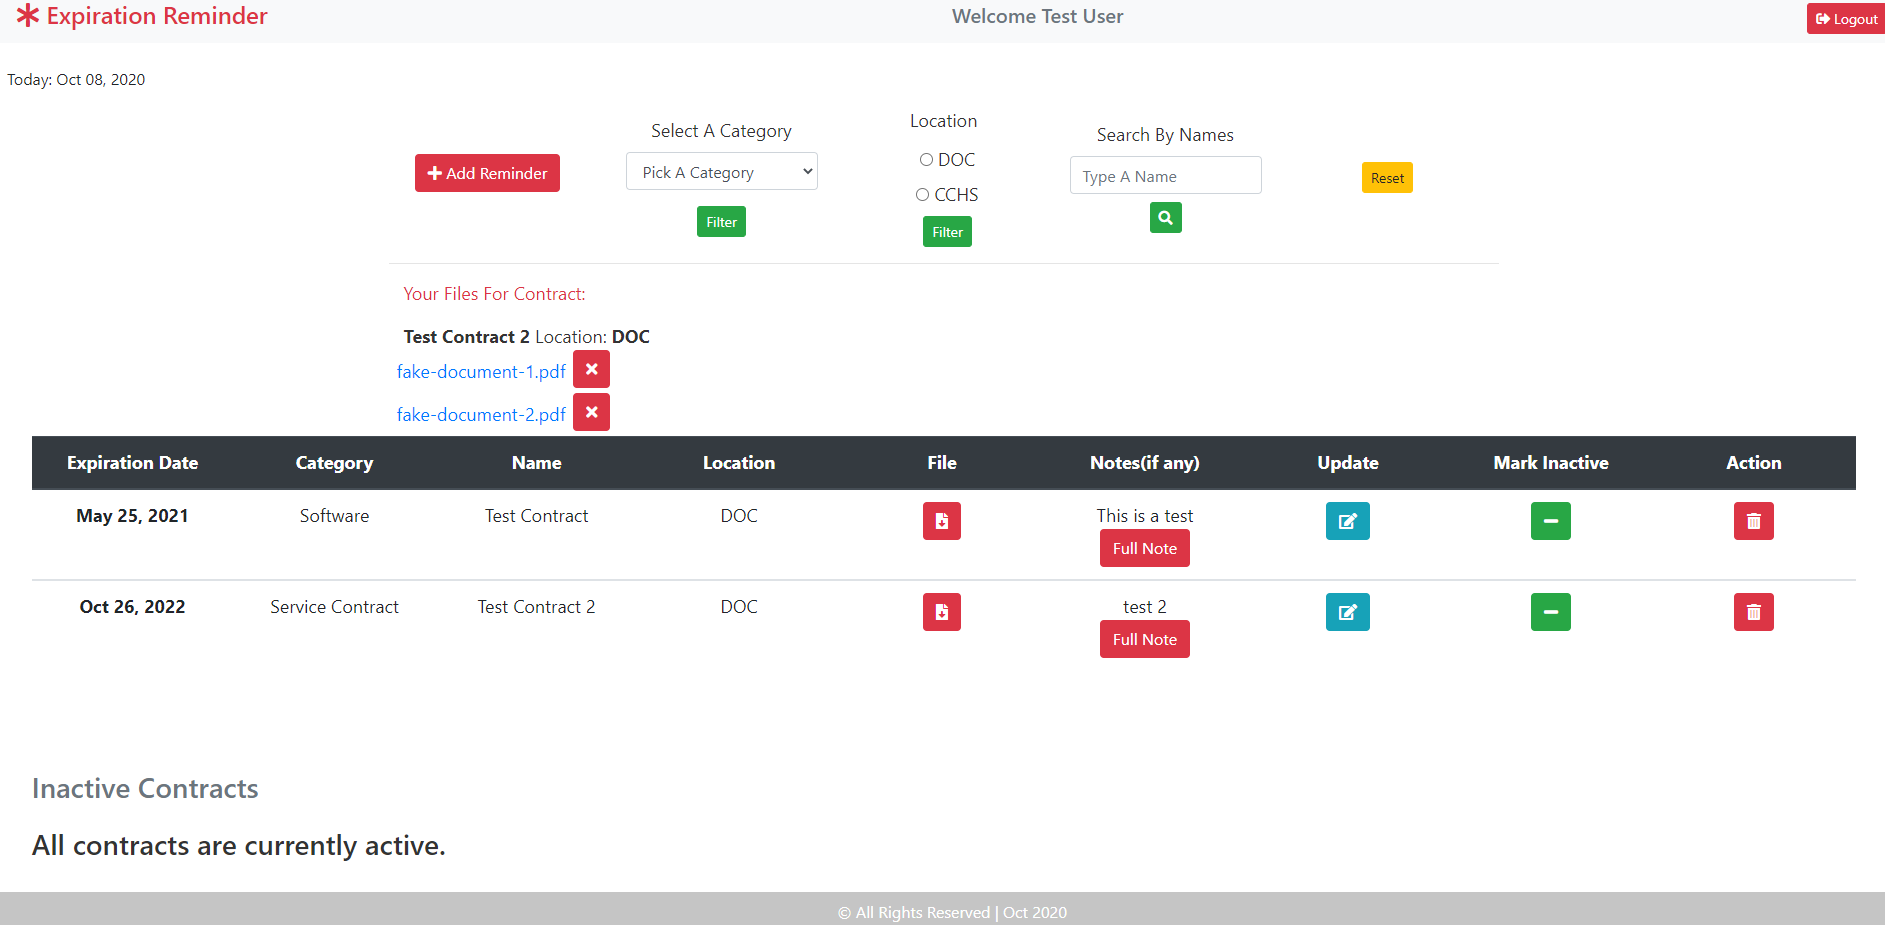 Expiration Reminder
Welcome Test User
Logout
Today: Oct 08, 2020
Add Reminder
Select A Category
Pick A Category
Filter
Location
DOC
CCHS
Filter
Search By Names
Type A Name
Reset
Your Files For Contract:
Test Contract 2 Location: DOC
fake-document-1.pdf
fake-document-2.pdf
Expiration Date Category Name Location File Notes(if any) Update Mark Inactive Action
May 25, 2021 Software Test Contract DOC This is a test
Full Note
Oct 26, 2022 Service Contract Test Contract 2 DOC test 2
Full Note
Inactive Contracts
All contracts are currently active.
© All Rights Reserved | Oct 2020